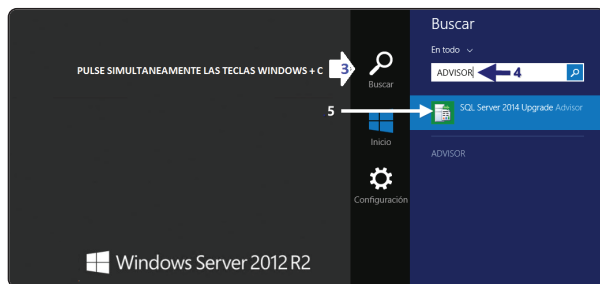 PULSE SIMULTANEAMENTE LAS TECLAS WINDOWS + C
3
Buscar
Inicio
Configuración
Windows Server 2012 R2
Buscar
En todo
ADVISOR
4
5
SQL Server 2014 Upgrade Advisor
ADVISOR